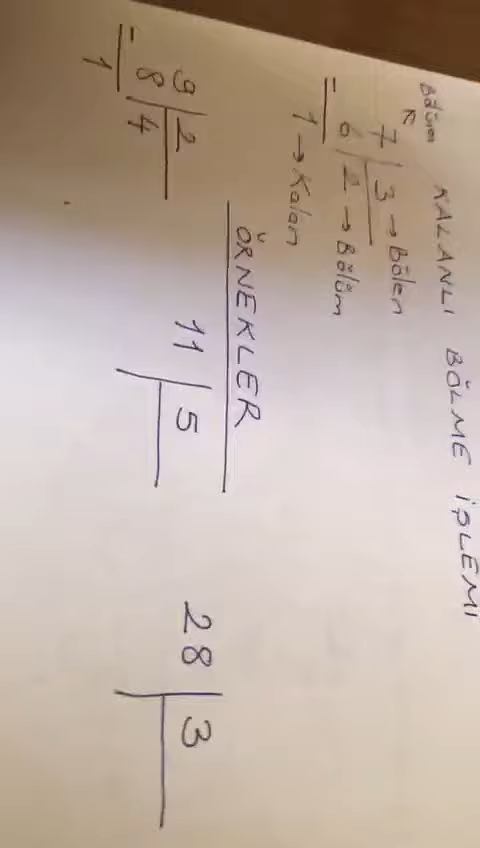 KALANLI BÖLME İŞLEMİ
Bölüm
7 | 3 → Bölen
- 6 | 2 → Bölüm
1 → Kalan
ÖRNEKLER
9 | 2
- 8 | 4
1
11 | 5
28 | 3